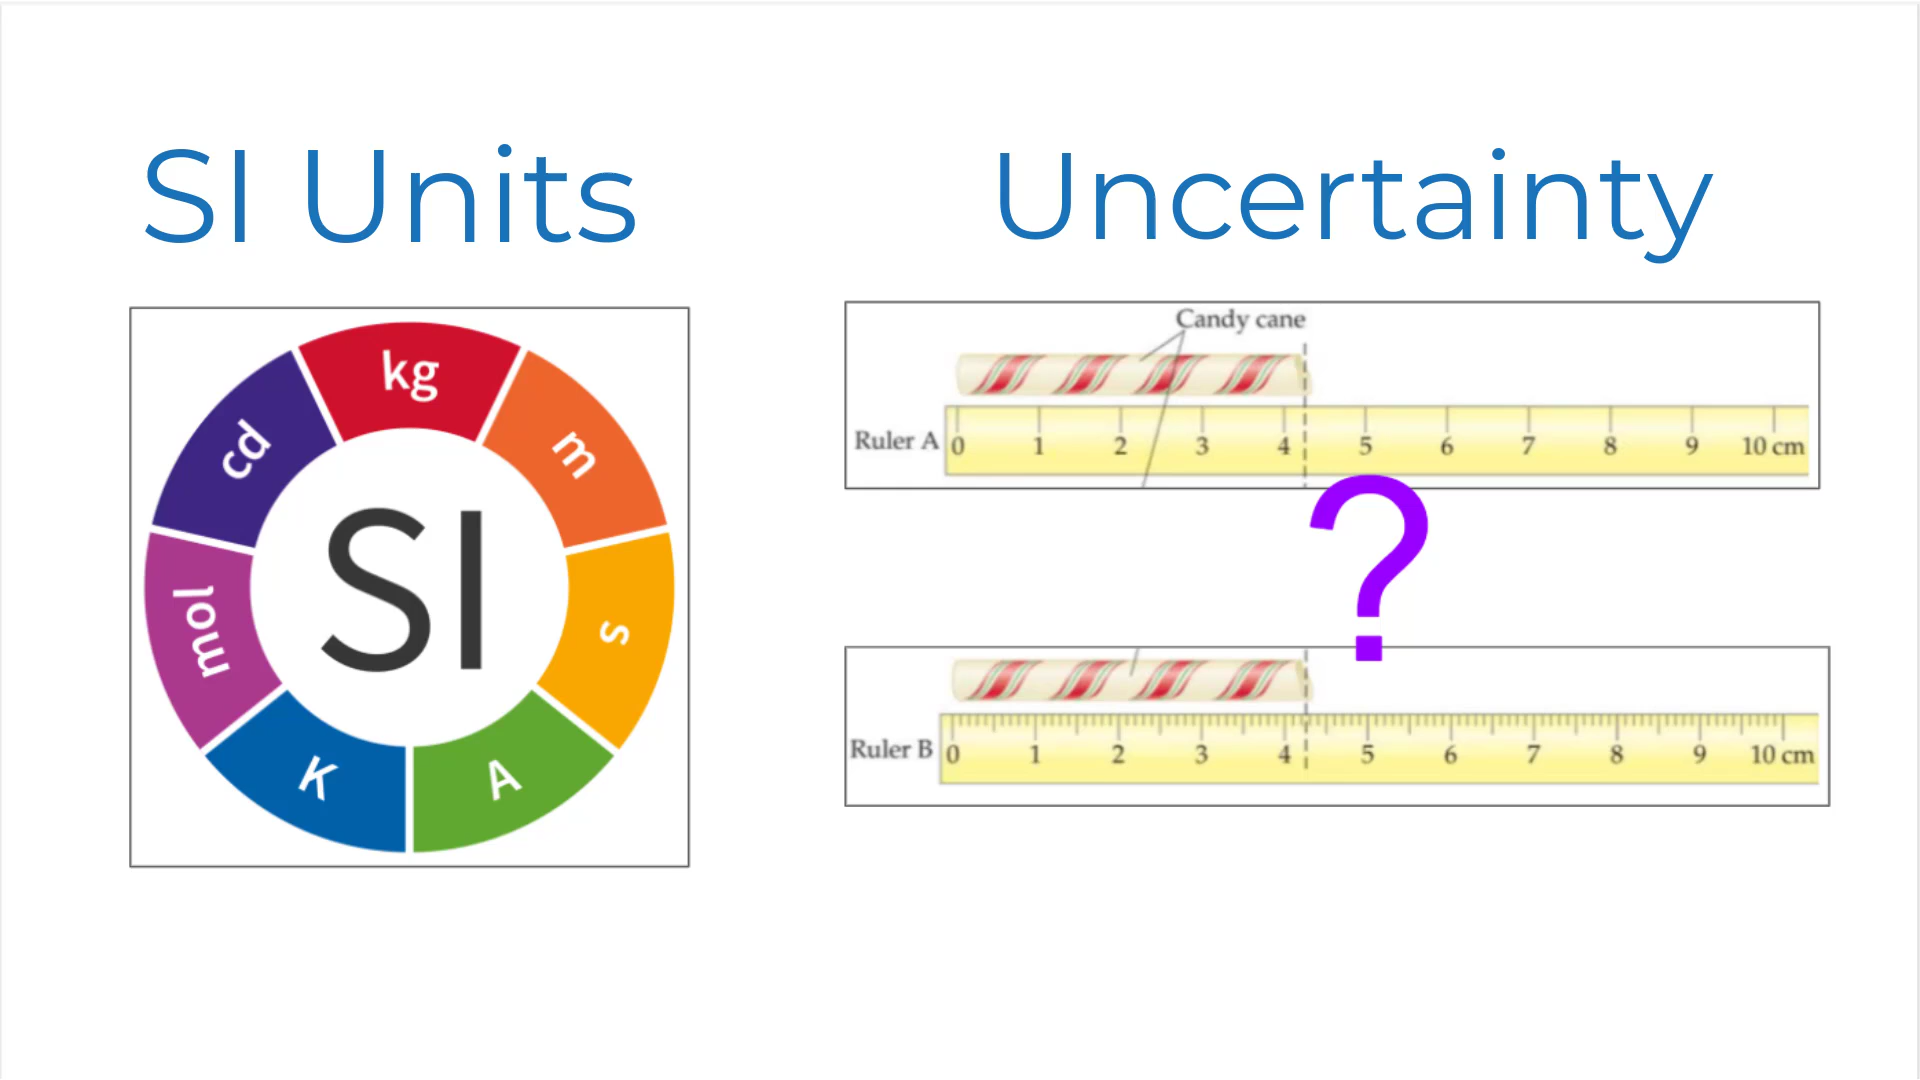 SI Units
kg
m
s
A
K
mol
cd
SI
Uncertainty
Candy cane
Ruler A 0 1 2 3 4 5 6 7 8 9 10 cm
?
Ruler B 0 1 2 3 4 5 6 7 8 9 10 cm